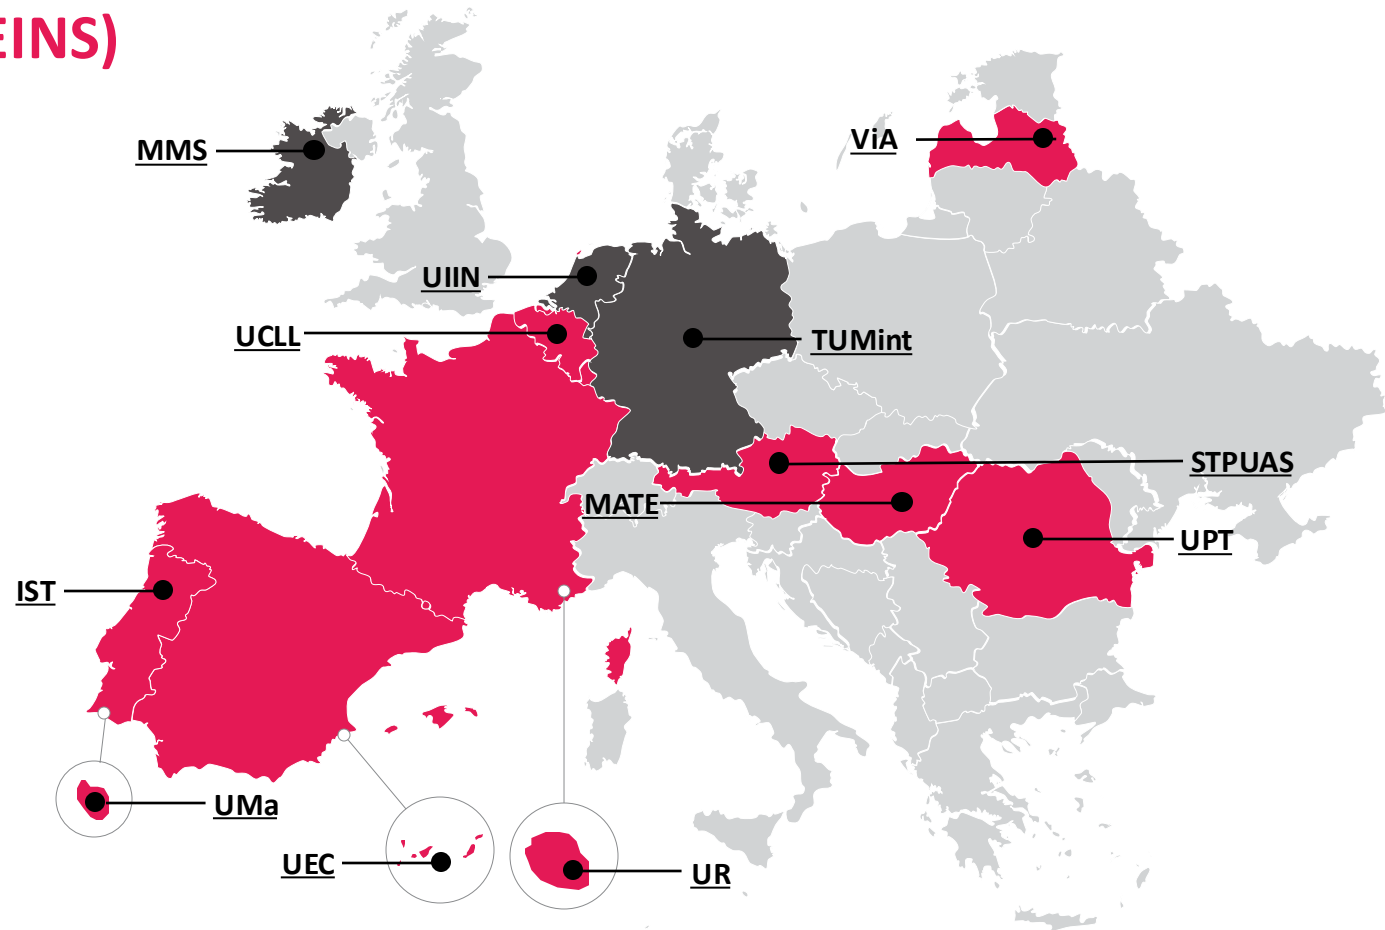 EINS)
MMS
ViA
UIIN
UCLL
TUMint
STPUAS
MATE
UPT
IST
UMa
UEC
UR